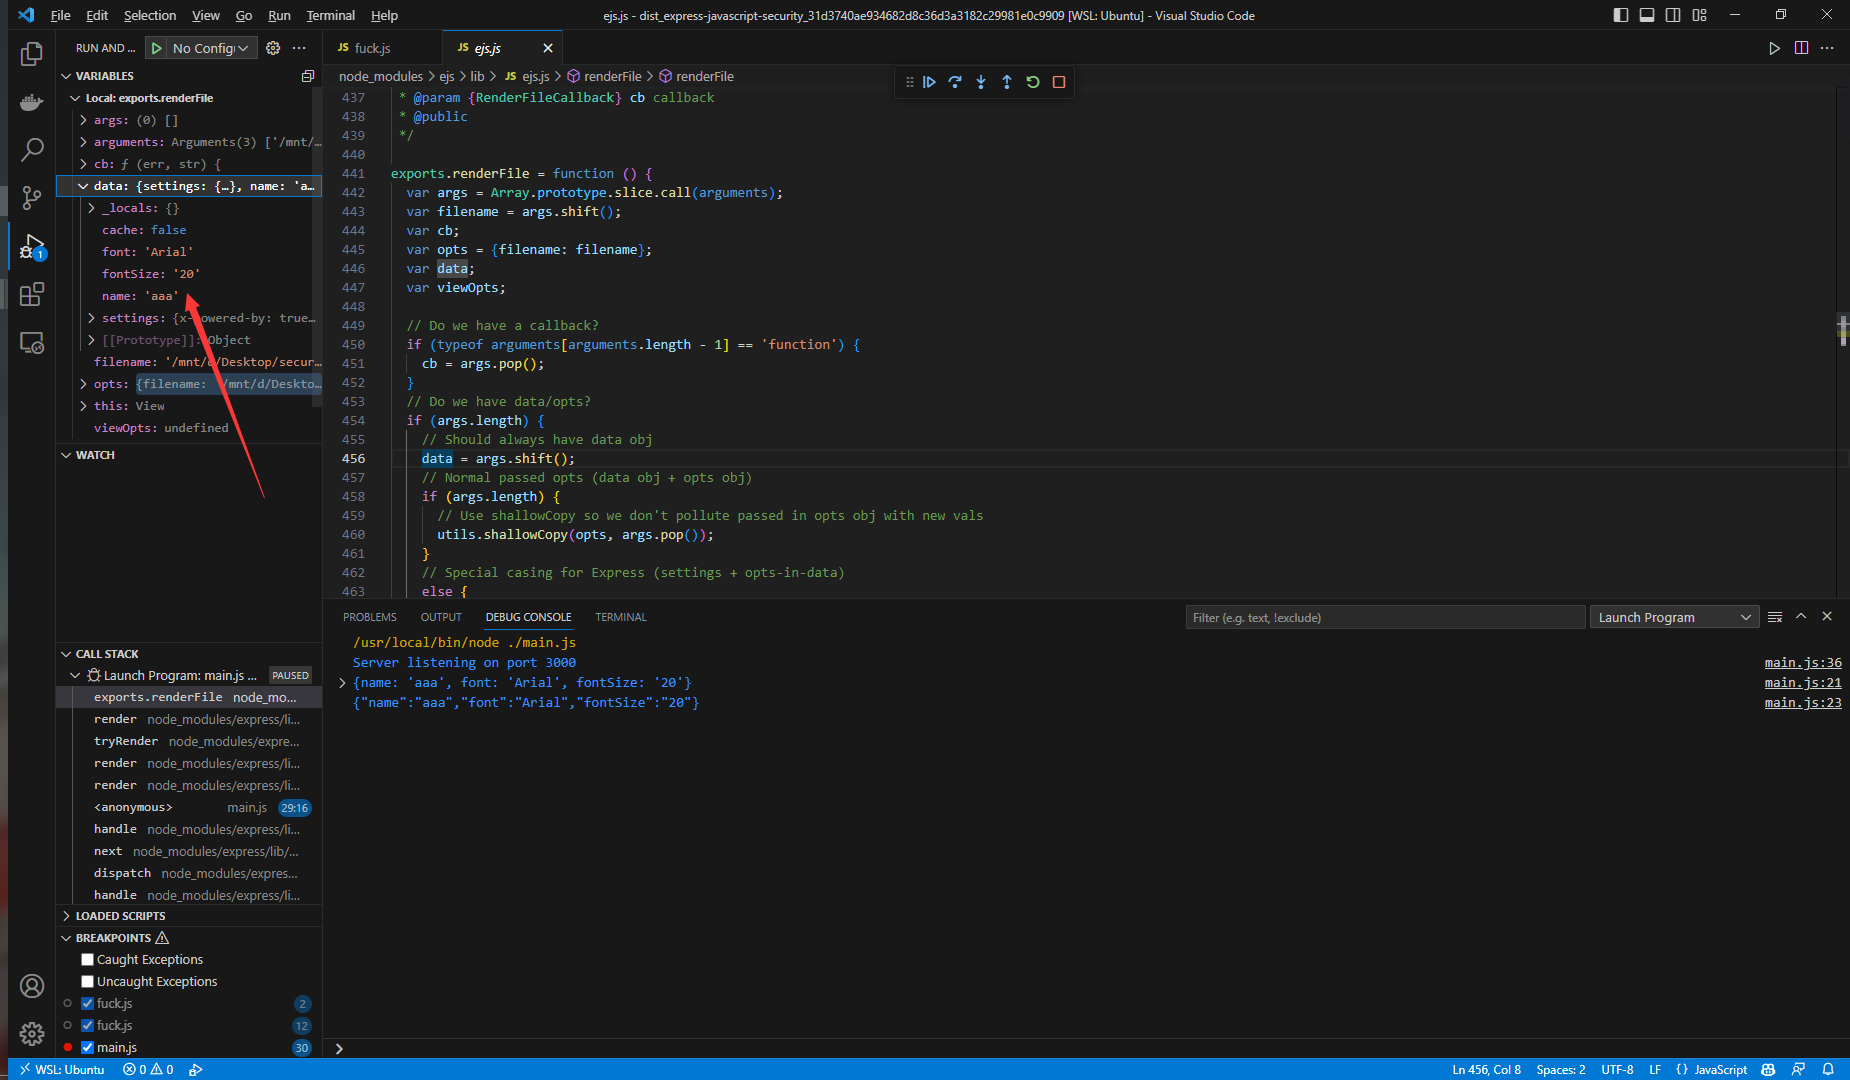 File Edit Selection View Go Run Terminal Help
ejs.js - dist_express-javascript-security_31d3740ae934682d8c36d3a3182c29981e0c9909 [WSL: Ubuntu] - Visual Studio Code
RUN AND ... No Config
JS fuck.js
JS ejs.js
VARIABLES
Local: exports.renderFile
args: (0) []
arguments: Arguments(3) ['/mnt/...
cb: ƒ (err, str) {
data: {settings: {…}, name: 'a...
_locals: {}
cache: false
font: 'Arial'
fontSize: '20'
name: 'aaa'
settings: {x-powered-by: true...
[[Prototype]]: Object
filename: '/mnt/d/Desktop/secur...
opts: {filename: '/mnt/d/Deskto...
this: View
viewOpts: undefined
WATCH
CALL STACK
Launch Program: main.js ... PAUSED
exports.renderFile node_mo...
render node_modules/express/li...
tryRender node_modules/expre...
render node_modules/express/li...
render node_modules/express/li...
<anonymous> main.js 29:16
handle node_modules/express/li...
next node_modules/express/lib/...
dispatch node_modules/expres...
handle node_modules/express/li...
LOADED SCRIPTS
BREAKPOINTS
Caught Exceptions
Uncaught Exceptions
fuck.js 2
fuck.js 12
main.js 30
1
node_modules > ejs > lib > JS ejs.js > renderFile > renderFile
437 * @param {RenderFileCallback} cb callback
438 * @public
439 */
440
441 exports.renderFile = function () {
442 var args = Array.prototype.slice.call(arguments);
443 var filename = args.shift();
444 var cb;
445 var opts = {filename: filename};
446 var data;
447 var viewOpts;
448
449 // Do we have a callback?
450 if (typeof arguments[arguments.length - 1] == 'function') {
451 cb = args.pop();
452 }
453 // Do we have data/opts?
454 if (args.length) {
455 // Should always have data obj
456 data = args.shift();
457 // Normal passed opts (data obj + opts obj)
458 if (args.length) {
459 // Use shallowCopy so we don't pollute passed in opts obj with new vals
460 utils.shallowCopy(opts, args.pop());
461 }
462 // Special casing for Express (settings + opts-in-data)
463 else {
PROBLEMS OUTPUT DEBUG CONSOLE TERMINAL
Filter (e.g. text, !exclude)
Launch Program
/usr/local/bin/node ./main.js
Server listening on port 3000 main.js:36
{name: 'aaa', font: 'Arial', fontSize: '20'} main.js:21
{"name":"aaa","font":"Arial","fontSize":"20"} main.js:23
WSL: Ubuntu 0 0
Ln 456, Col 8 Spaces: 2 UTF-8 LF {} JavaScript